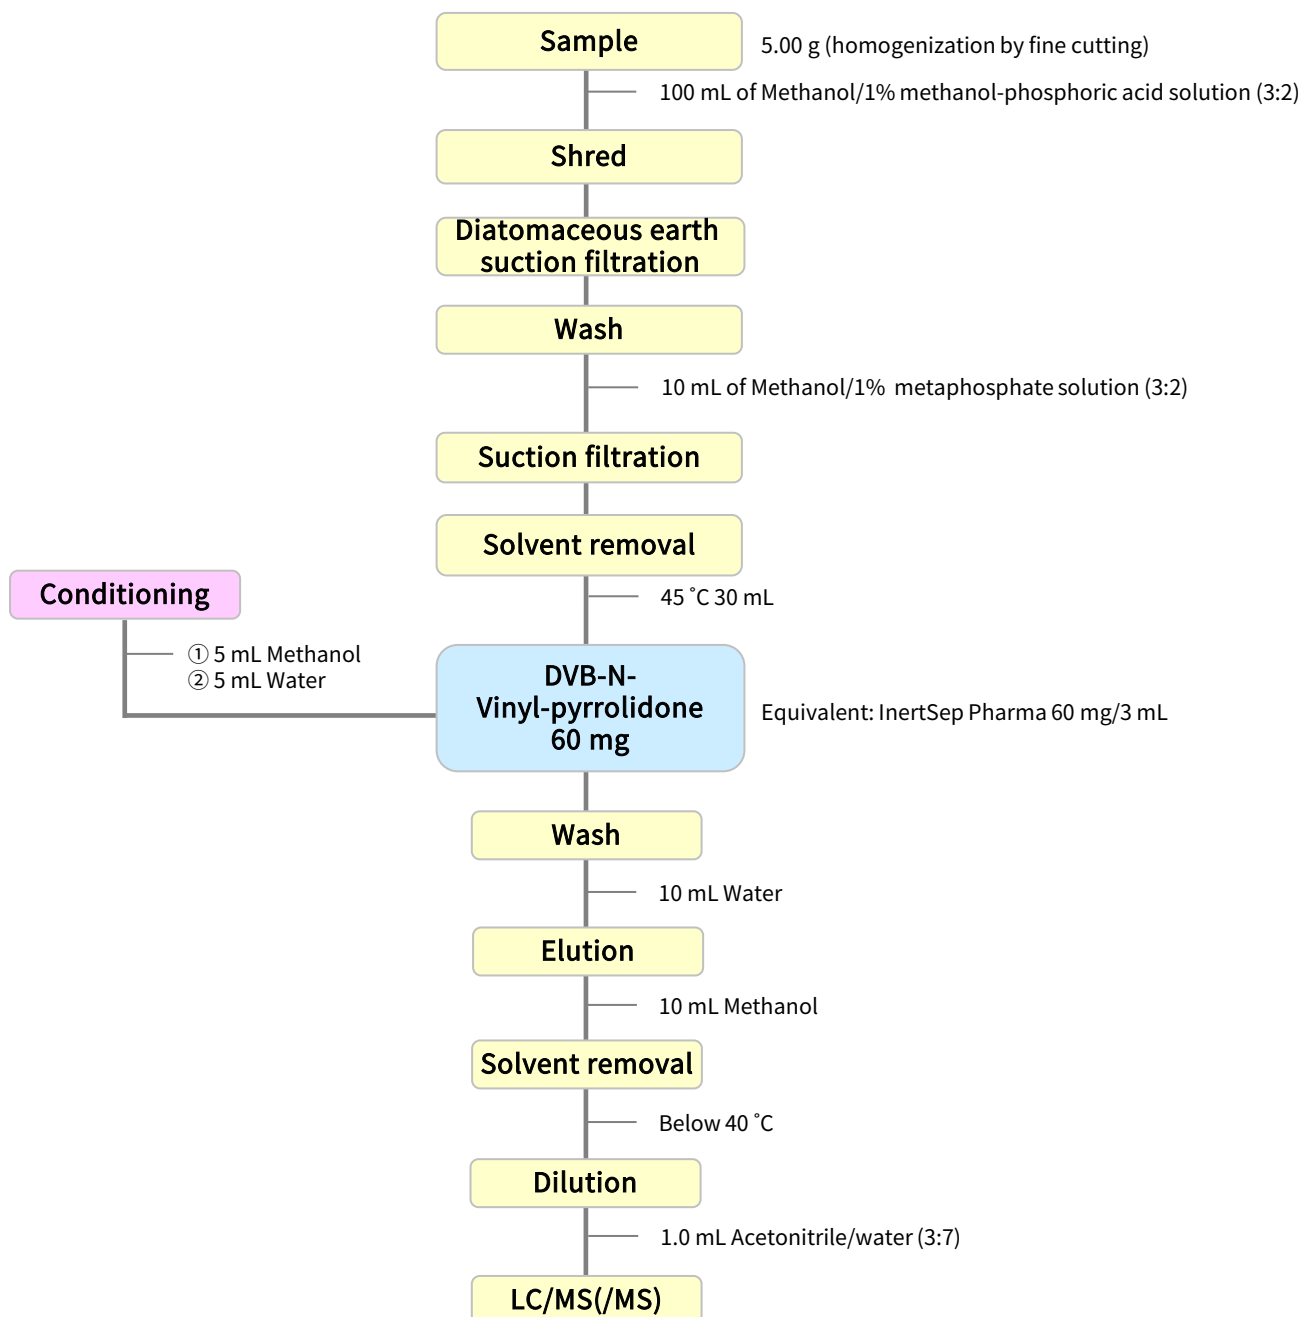 Sample
5.00 g (homogenization by fine cutting)
100 mL of Methanol/1% methanol-phosphoric acid solution (3:2)
Shred
Diatomaceous earth
suction filtration
Wash
10 mL of Methanol/1% metaphosphate solution (3:2)
Suction filtration
Solvent removal
45 ˚C 30 mL
Conditioning
① 5 mL Methanol
② 5 mL Water
DVB-N-
Vinyl-pyrrolidone
60 mg
Equivalent: InertSep Pharma 60 mg/3 mL
Wash
10 mL Water
Elution
10 mL Methanol
Solvent removal
Below 40 ˚C
Dilution
1.0 mL Acetonitrile/water (3:7)
LC/MS(/MS)